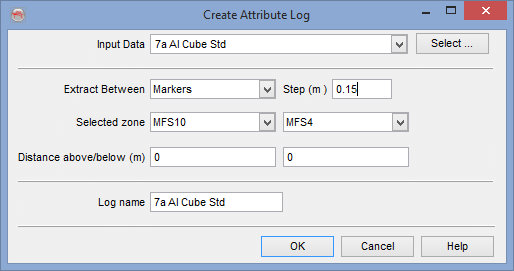 Create Attribute Log
Input Data 7a AI Cube Std Select ...
Extract Between Markers Step (m ) 0.15
Selected zone MFS10 MFS4
Distance above/below (m) 0 0
Log name 7a AI Cube Std
OK Cancel Help